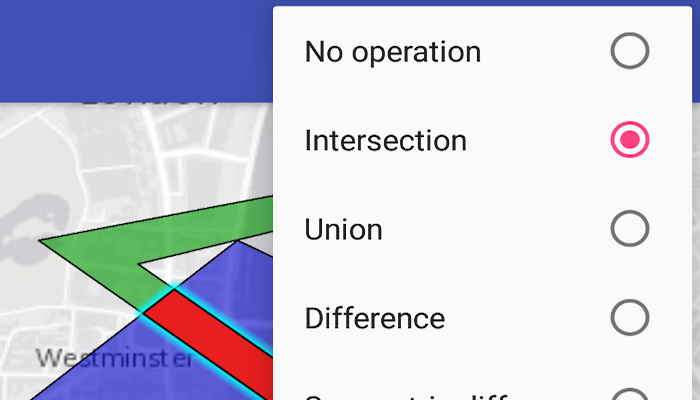 No operation
Intersection
Union
Difference
Westminster